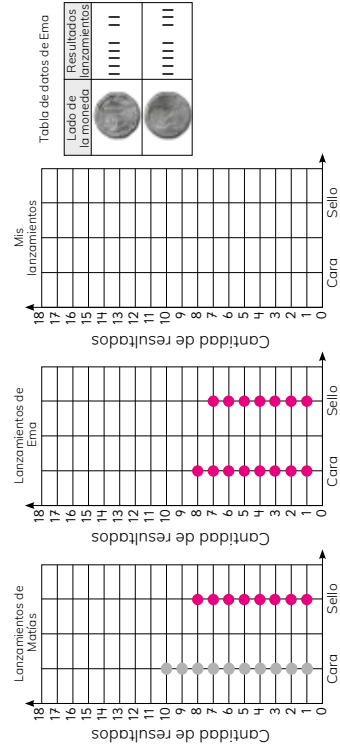 Lanzamientos de
Matías
Cantidad de resultados
18
17
16
15
14
13
12
11
10
9
8
7
6
5
4
3
2
1
0
Cara
Sello
Lanzamientos de
Ema
Cantidad de resultados
18
17
16
15
14
13
12
11
10
9
8
7
6
5
4
3
2
1
0
Cara
Sello
Mis
lanzamientos
Cantidad de resultados
18
17
16
15
14
13
12
11
10
9
8
7
6
5
4
3
2
1
0
Cara
Sello
Tabla de datos de Ema
Lado de
la moneda
Resultados
lanzamientos